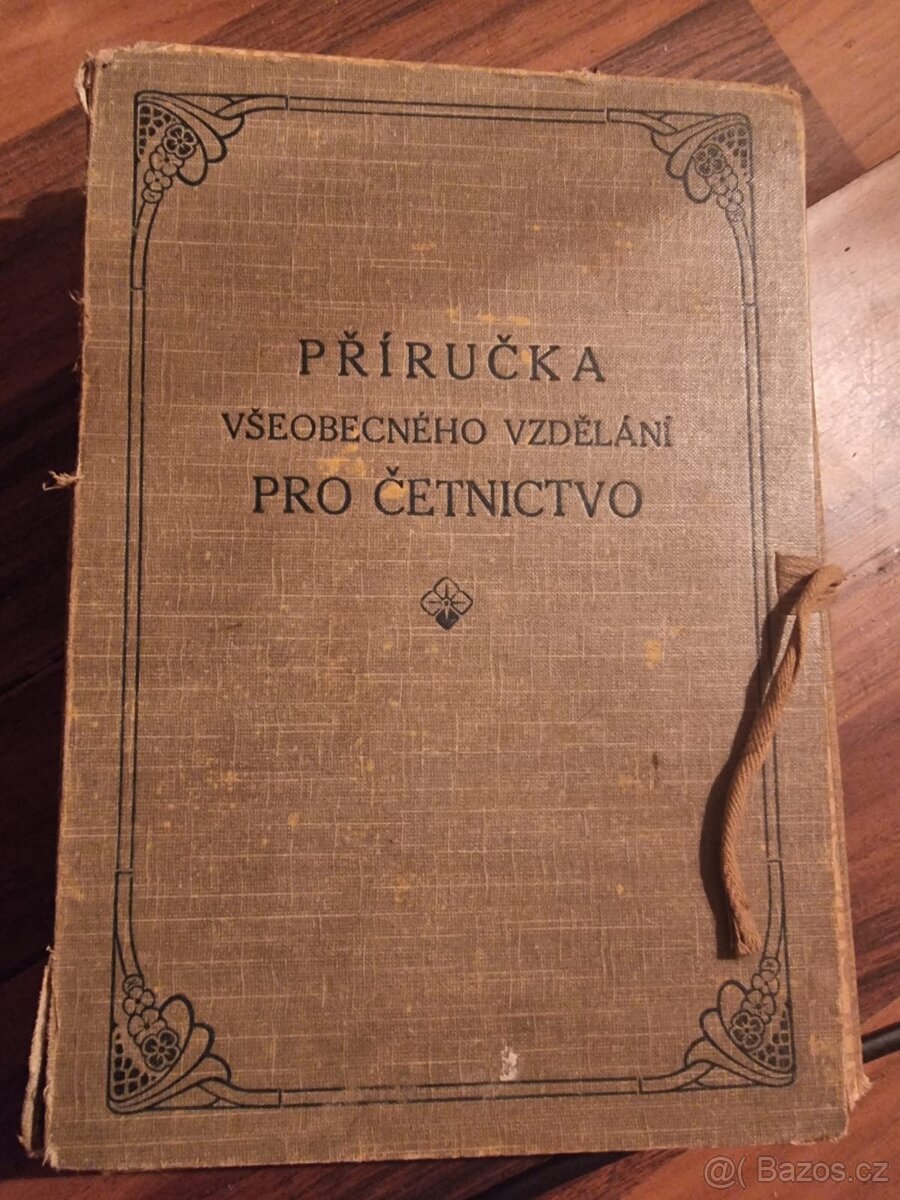 PŘÍRUČKA
VŠEOBECNÉHO VZDĚLÁNÍ
PRO ČETNICTVO
@( Bazos.cz